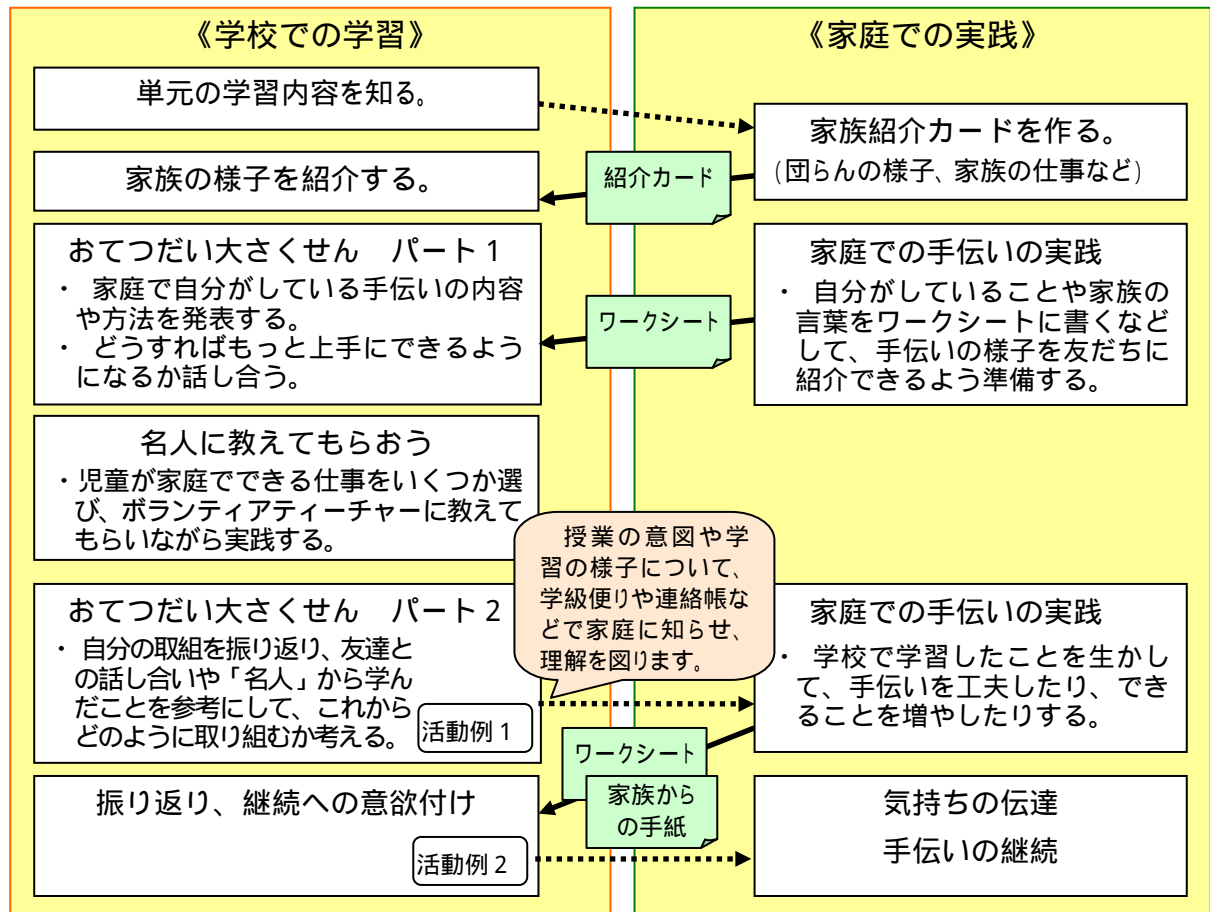 《学校での学習》
単元の学習内容を知る。
家族の様子を紹介する。
おてつだい大さくせん　パート１
・ 家庭で自分がしている手伝いの内容
や方法を発表する。
・ どうすればもっと上手にできるよう
になるか話し合う。
名人に教えてもらおう
・児童が家庭でできる仕事をいくつか選
び、ボランティアティーチャーに教えて
もらいながら実践する。
おてつだい大さくせん　パート２
・ 自分の取組を振り返り、友達と
の話し合いや「名人」から学ん
だことを参考にして、これから
どのように取り組むか考える。
活動例１
振り返り、継続への意欲付け
活動例２
紹介カード
ワークシート
授業の意図や学
習の様子について、
学級便りや連絡帳な
どで家庭に知らせ、
理解を図ります。
ワークシート
家族から
の手紙
《家庭での実践》
家族紹介カードを作る。
(団らんの様子、家族の仕事など)
家庭での手伝いの実践
・ 自分がしていることや家族の
言葉をワークシートに書くなど
して、手伝いの様子を友だちに
紹介できるよう準備する。
家庭での手伝いの実践
・ 学校で学習したことを生かし
て、手伝いを工夫したり、でき
ることを増やしたりする。
気持ちの伝達
手伝いの継続